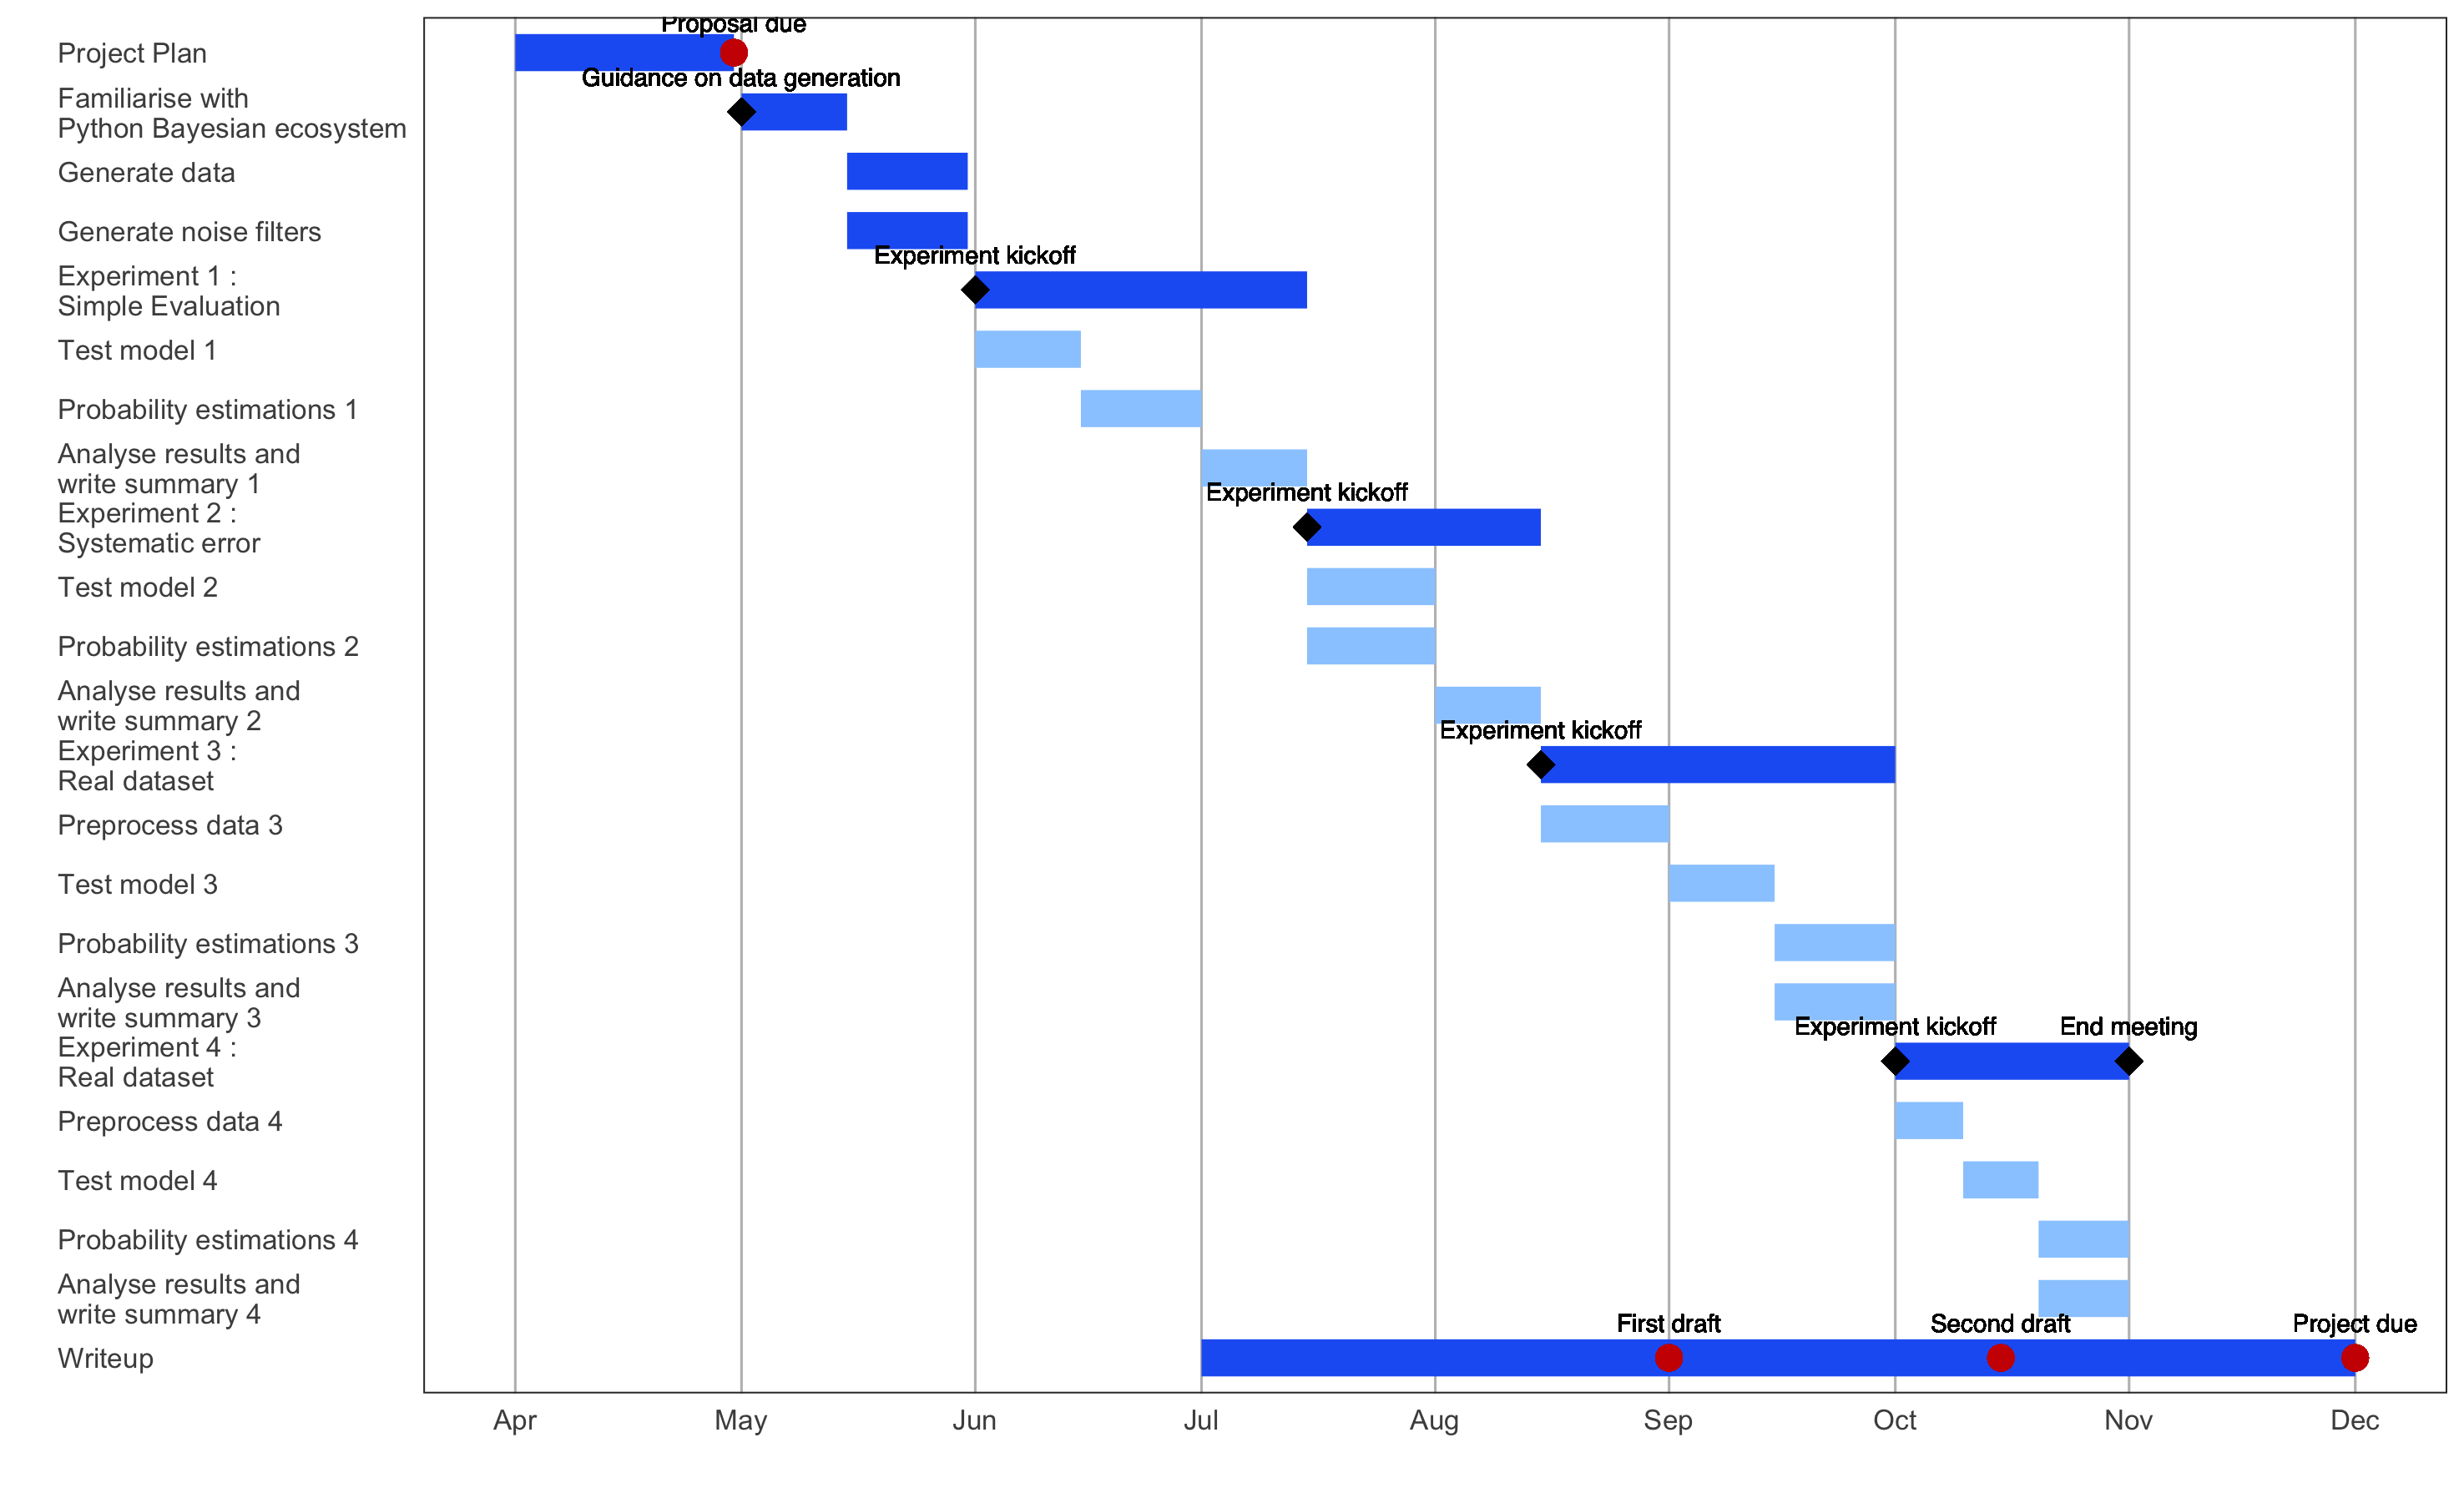 Proposal due
Project Plan
Guidance on data generation
Familiarise with
Python Bayesian ecosystem
Generate data
Generate noise filters
Experiment kickoff
Experiment 1 :
Simple Evaluation
Test model 1
Probability estimations 1
Analyse results and
write summary 1
Experiment kickoff
Experiment 2 :
Systematic error
Test model 2
Probability estimations 2
Analyse results and
write summary 2
Experiment kickoff
Experiment 3 :
Real dataset
Preprocess data 3
Test model 3
Probability estimations 3
Analyse results and
write summary 3
Experiment kickoff End meeting
Experiment 4 :
Real dataset
Preprocess data 4
Test model 4
Probability estimations 4
Analyse results and
write summary 4
First draft Second draft Project due
Writeup
Apr May Jun Jul Aug Sep Oct Nov Dec